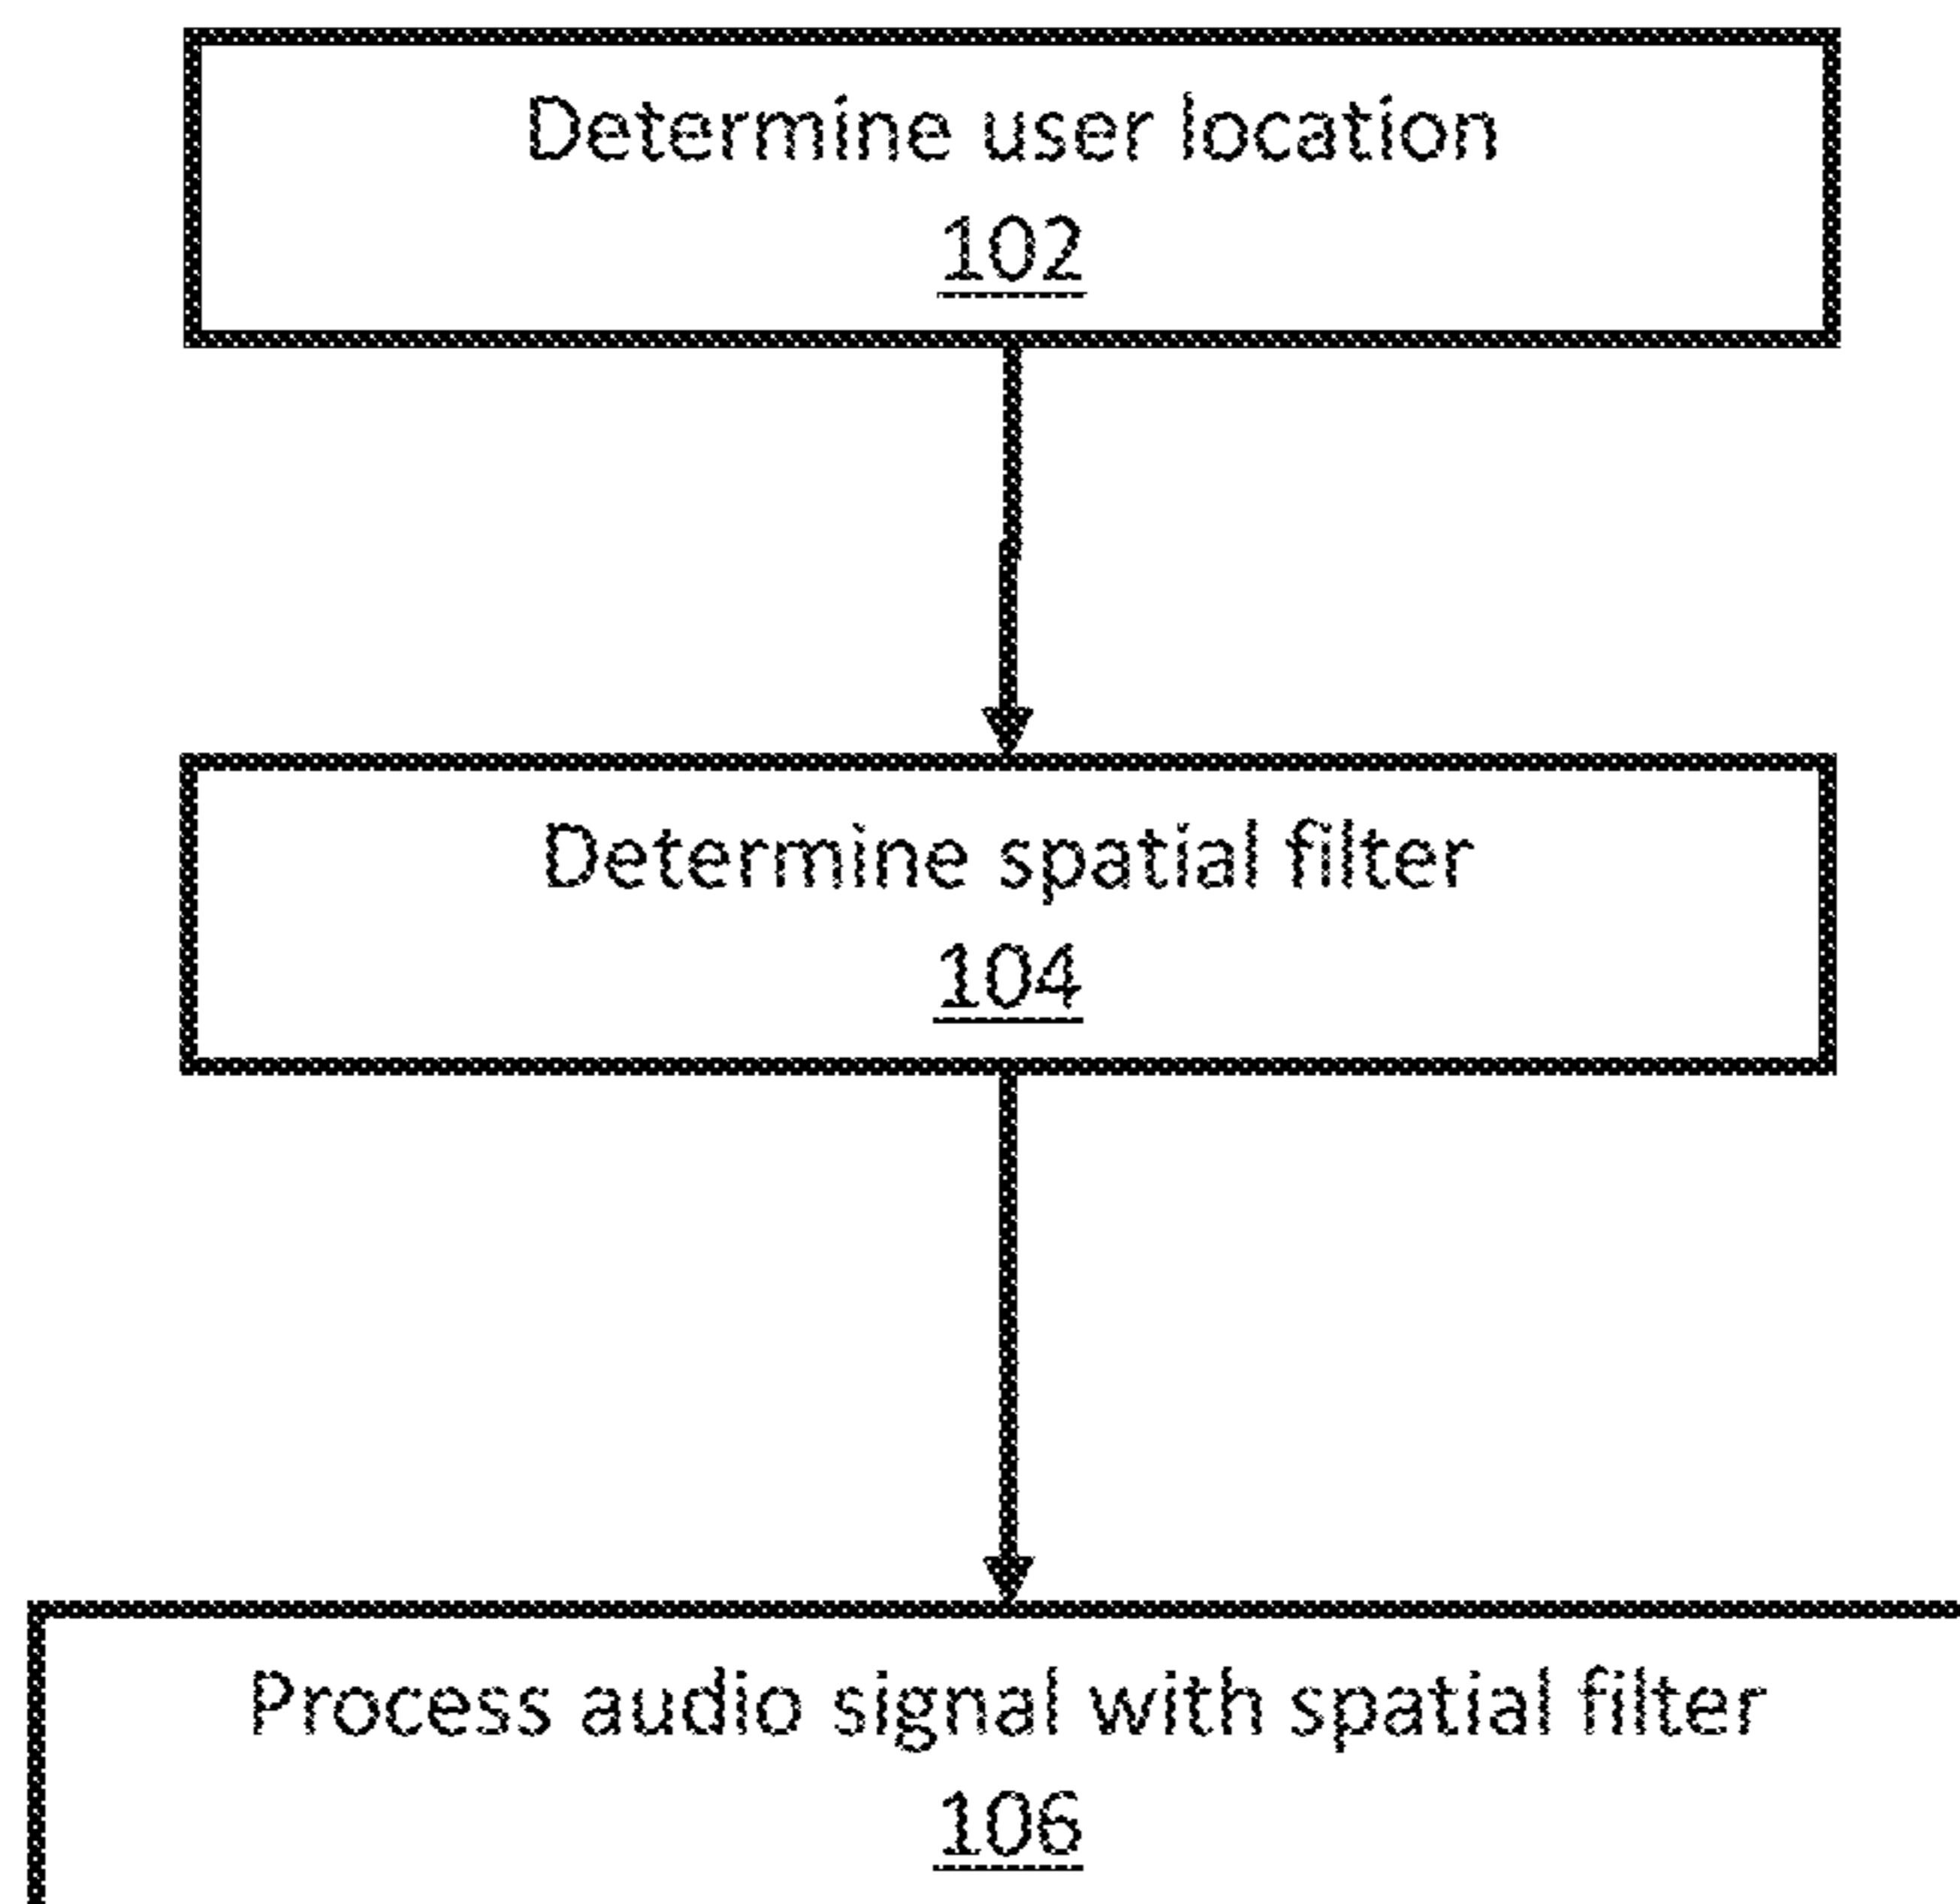 Determine user location
102
Determine spatial filter
104
Process audio signal with spatial filter
106